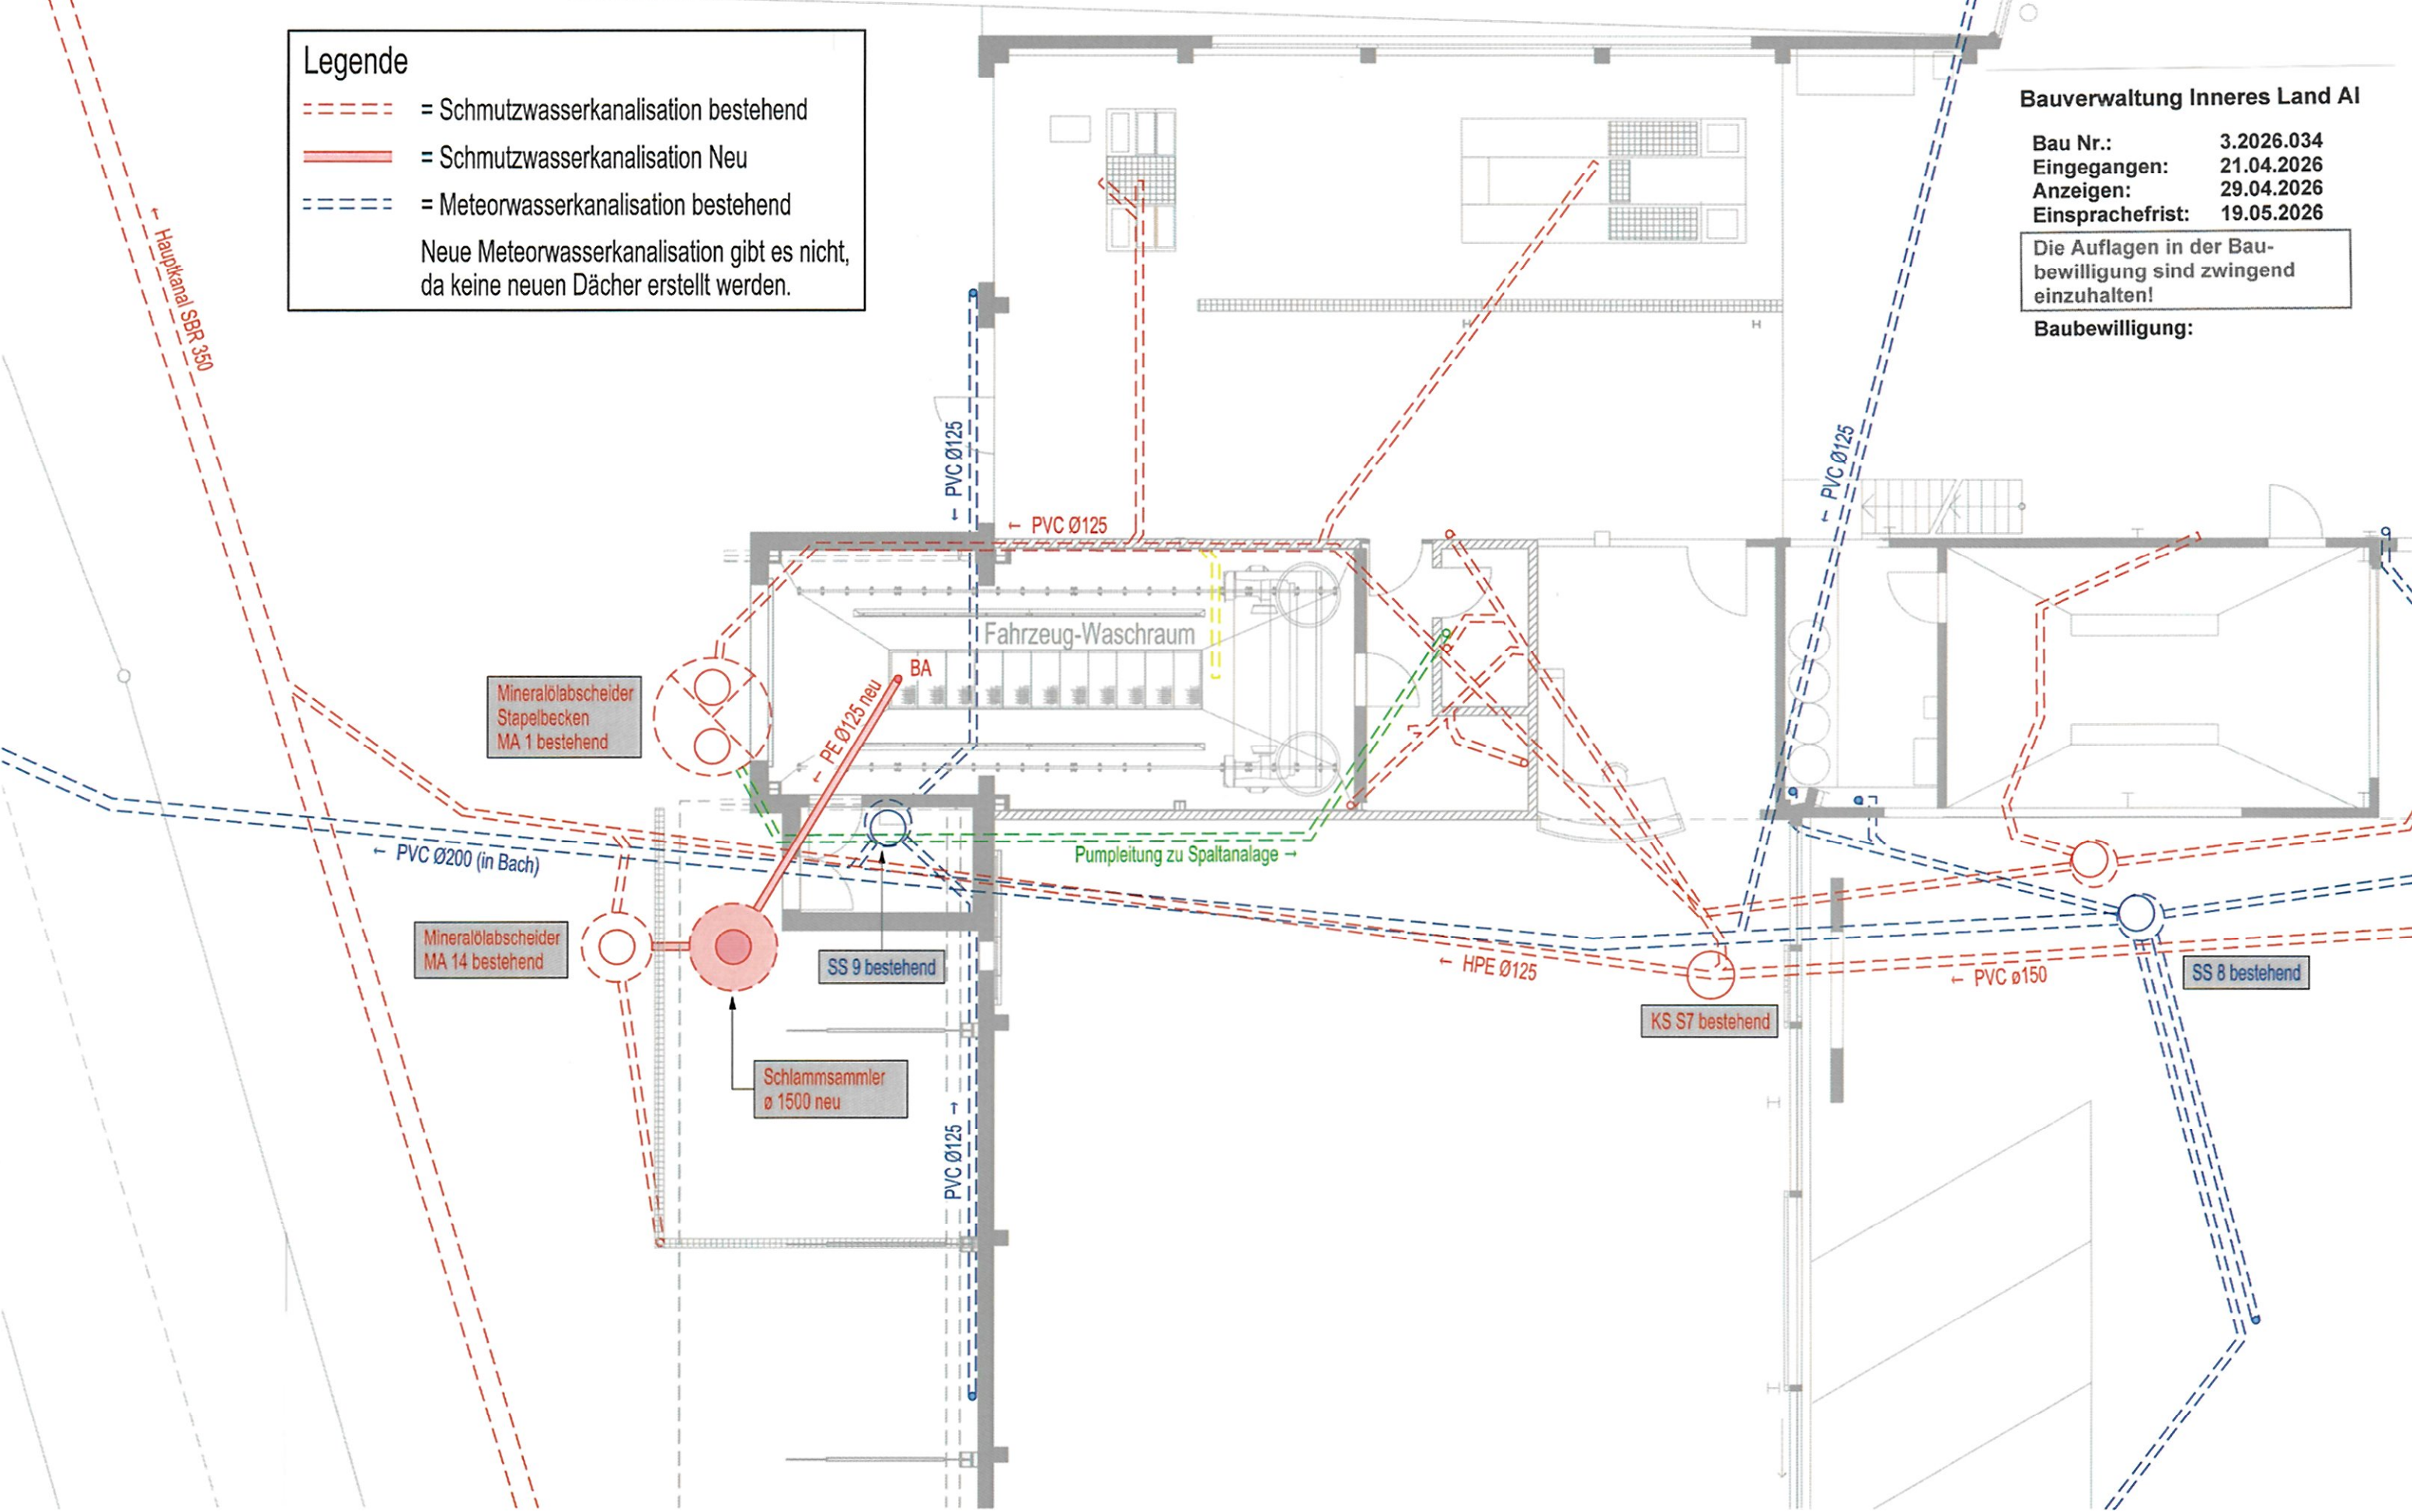 Legende
= Schmutzwasserkanalisation bestehend
= Schmutzwasserkanalisation Neu
= Meteorwasserkanalisation bestehend
Neue Meteorwasserkanalisation gibt es nicht,
da keine neuen Dächer erstellt werden.
Bauverwaltung Inneres Land AI
Bau Nr.: 3.2026.034
Eingegangen: 21.04.2026
Anzeigen: 29.04.2026
Einsprachefrist: 19.05.2026
Die Auflagen in der Bau-
bewilligung sind zwingend
einzuhalten!
Baubewilligung:
← Hauptkanal SBR 350
← PVC Ø125
← PVC Ø125
← PVC Ø125
Fahrzeug-Waschraum
BA
← PE Ø125 neu
Mineralölabscheider
Stapelbecken
MA 1 bestehend
← PVC Ø200 (in Bach)
Pumpleitung zu Spaltanalage →
Mineralölabscheider
MA 14 bestehend
SS 9 bestehend
← HPE Ø125
← PVC ø150
SS 8 bestehend
KS S7 bestehend
Schlammsammler
ø 1500 neu
PVC Ø125 →